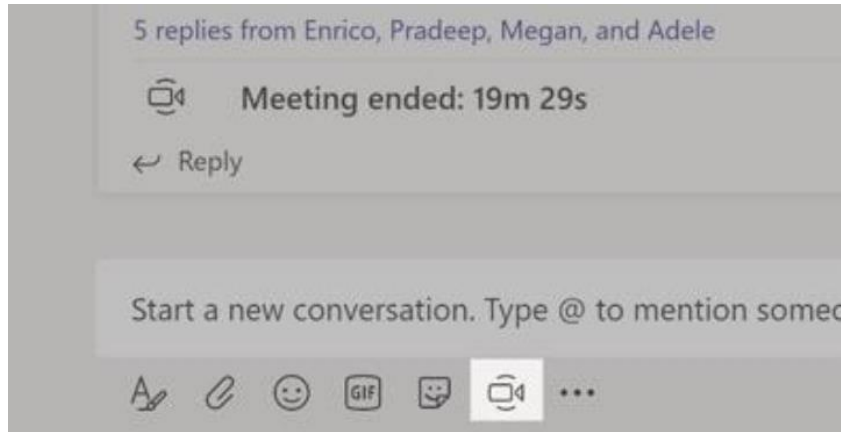 5 replies from Enrico, Pradeep, Megan, and Adele
Meeting ended: 19m 29s
Reply
Start a new conversation. Type @ to mention
GIF